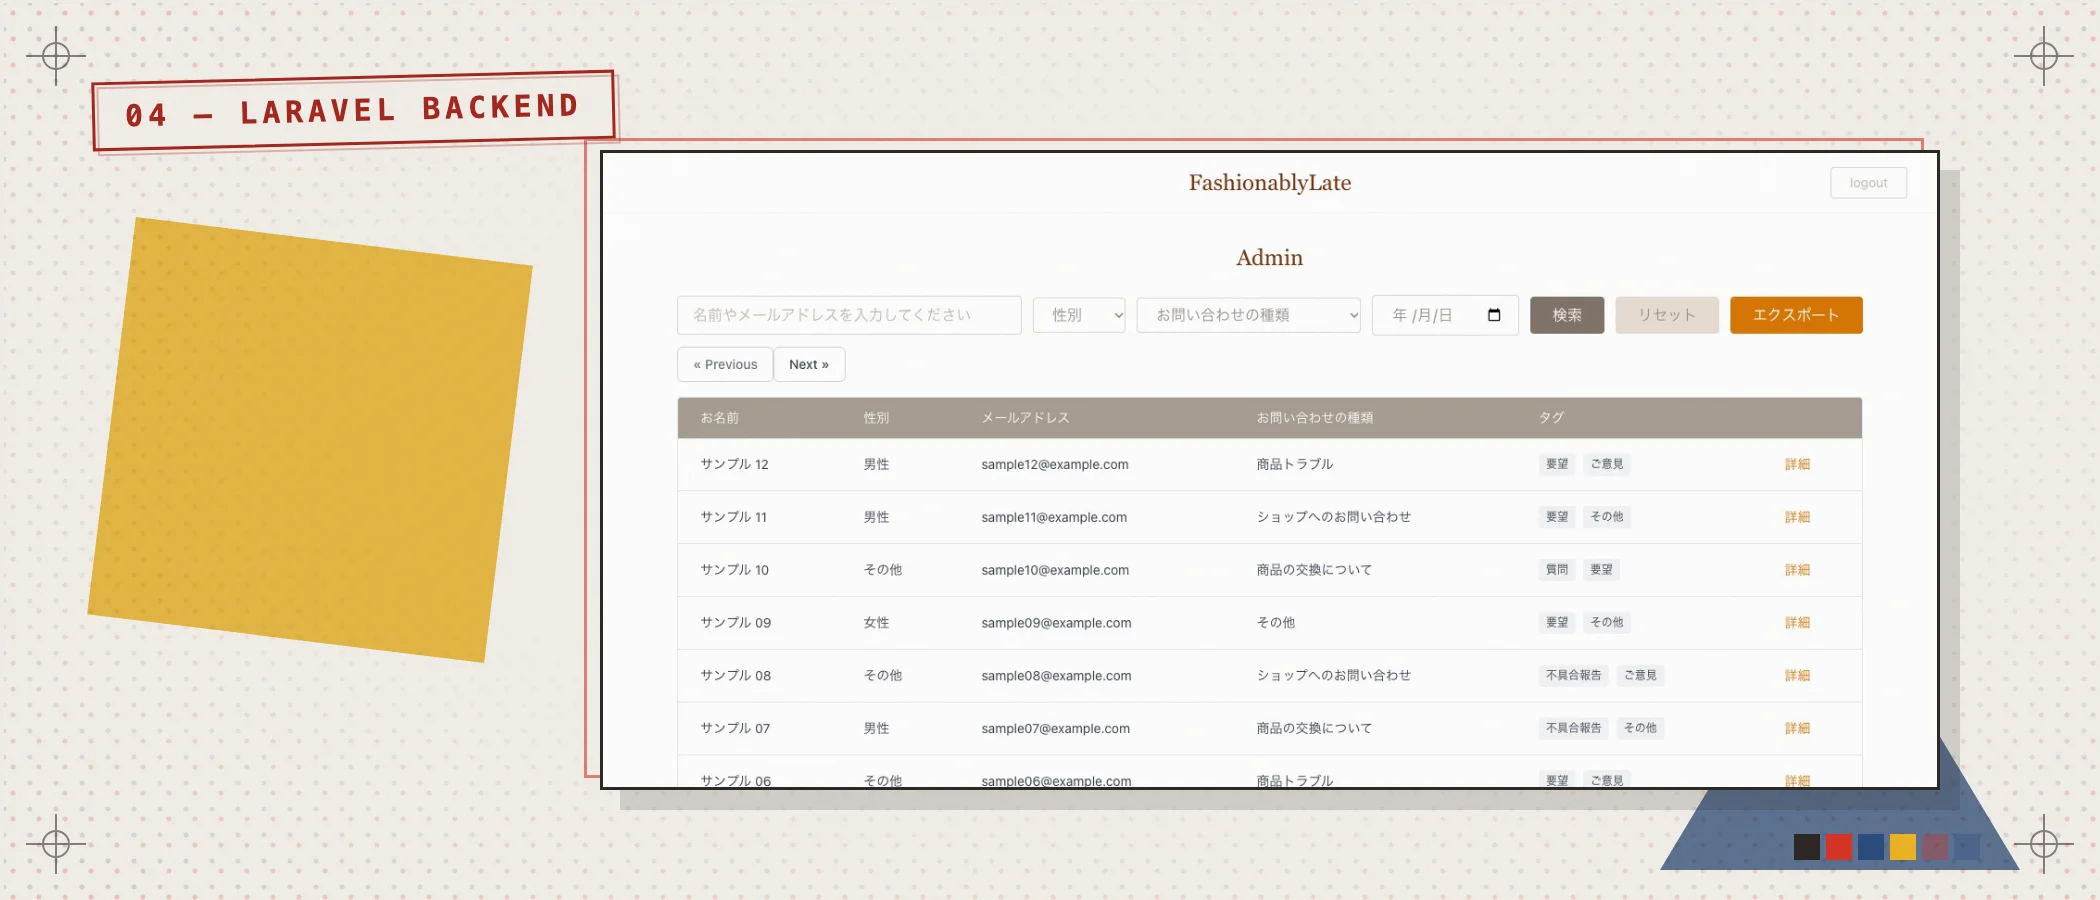 04 — LARAVEL BACKEND
FashionablyLate
logout
Admin
名前やメールアドレスを入力してください 性別 お問い合わせの種類 年 /月/日 検索 リセット エクスポート
« Previous Next »
お名前 性別 メールアドレス お問い合わせの種類 タグ
サンプル 12 男性 sample12@example.com 商品トラブル 要望 ご意見 詳細
サンプル 11 男性 sample11@example.com ショップへのお問い合わせ 要望 その他 詳細
サンプル 10 その他 sample10@example.com 商品の交換について 質問 要望 詳細
サンプル 09 女性 sample09@example.com その他 要望 その他 詳細
サンプル 08 その他 sample08@example.com ショップへのお問い合わせ 不具合報告 ご意見 詳細
サンプル 07 男性 sample07@example.com 商品の交換について 不具合報告 その他 詳細
サンプル 06 その他 sample06@example.com 商品トラブル 要望 ご意見 詳細